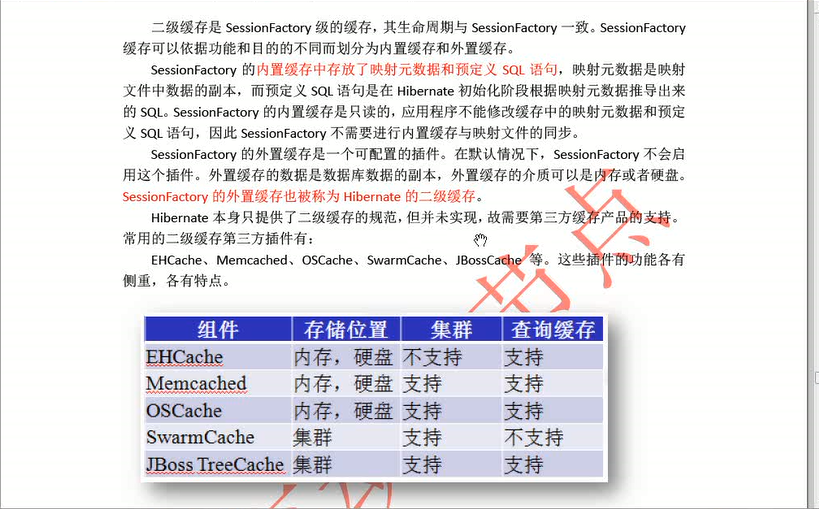 二级缓存是 SessionFactory 级的缓存，其生命周期与 SessionFactory 一致。SessionFactory
缓存可以依据功能和目的的不同而划分为内置缓存和外置缓存。
SessionFactory 的内置缓存中存放了映射元数据和预定义 SQL 语句，映射元数据是映射
文件中数据的副本，而预定义 SQL 语句是在 Hibernate 初始化阶段根据映射元数据推导出来
的 SQL。SessionFactory 的内置缓存是只读的，应用程序不能修改缓存中的映射元数据和预定
义 SQL 语句，因此 SessionFactory 不需要进行内置缓存与映射文件的同步。
SessionFactory 的外置缓存是一个可配置的插件。在默认情况下，SessionFactory 不会启
用这个插件。外置缓存的数据是数据库数据的副本，外置缓存的介质可以是内存或者硬盘。
SessionFactory 的外置缓存也被称为 Hibernate 的二级缓存。
Hibernate 本身只提供了二级缓存的规范，但并未实现，故需要第三方缓存产品的支持。
常用的二级缓存第三方插件有：
EHCache、Memcached、OSCache、SwarmCache、JBossCache 等。这些插件的功能各有
侧重，各有特点。
组件 存储位置 集群 查询缓存
EHCache 内存，硬盘 不支持 支持
Memcached 内存，硬盘 支持 支持
OSCache 内存，硬盘 支持 支持
SwarmCache 集群 支持 不支持
JBoss TreeCache 集群 支持 支持
节点